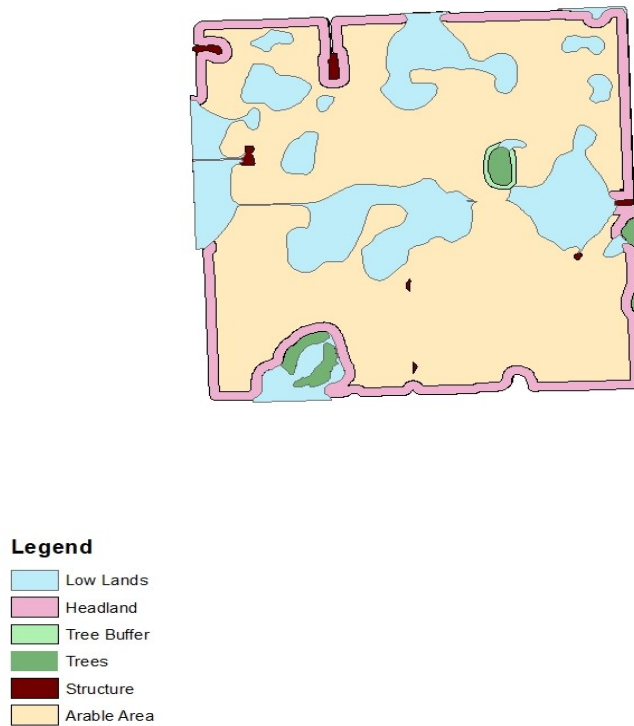 Legend
Low Lands
Headland
Tree Buffer
Trees
Structure
Arable Area